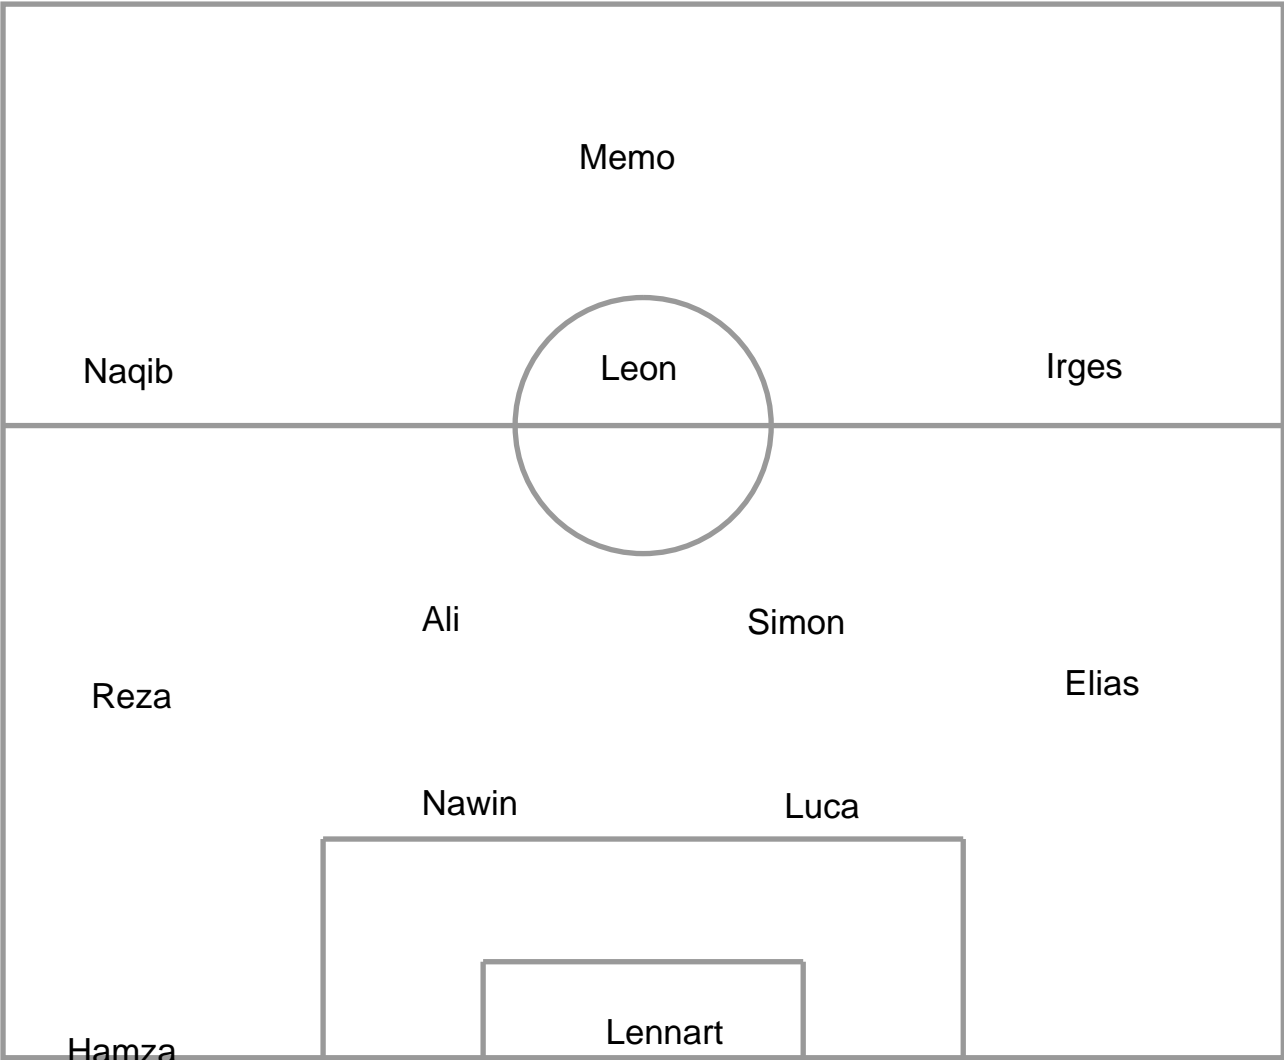 Memo
Naqib
Leon
Irges
Ali
Simon
Reza
Elias
Nawin
Luca
Lennart
Hamza